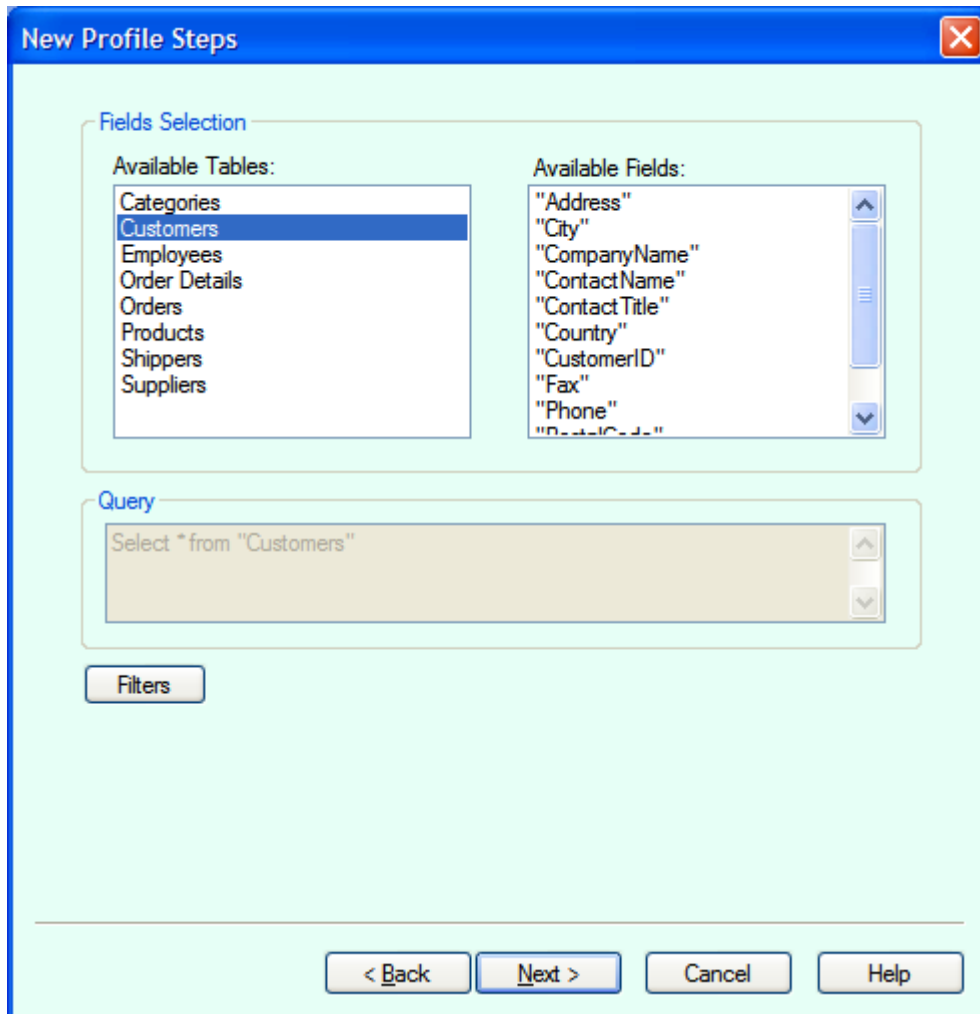 New Profile Steps
Fields Selection
Available Tables:
Categories
Customers
Employees
Order Details
Orders
Products
Shippers
Suppliers
Available Fields:
"Address"
"City"
"CompanyName"
"ContactName"
"ContactTitle"
"Country"
"CustomerID"
"Fax"
"Phone"
"PostalCode"
Query
Select * from "Customers"
Filters
< Back
Next >
Cancel
Help